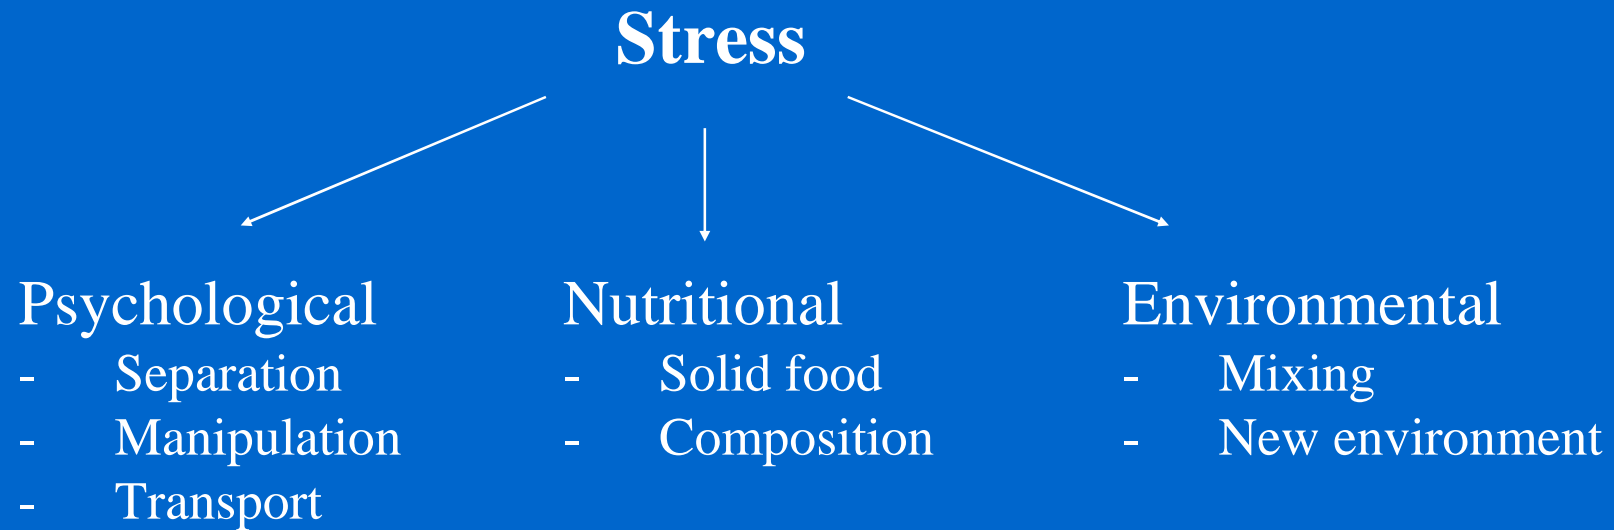 Stress
Psychological
- Separation
- Manipulation
- Transport
Nutritional
- Solid food
- Composition
Environmental
- Mixing
- New environment